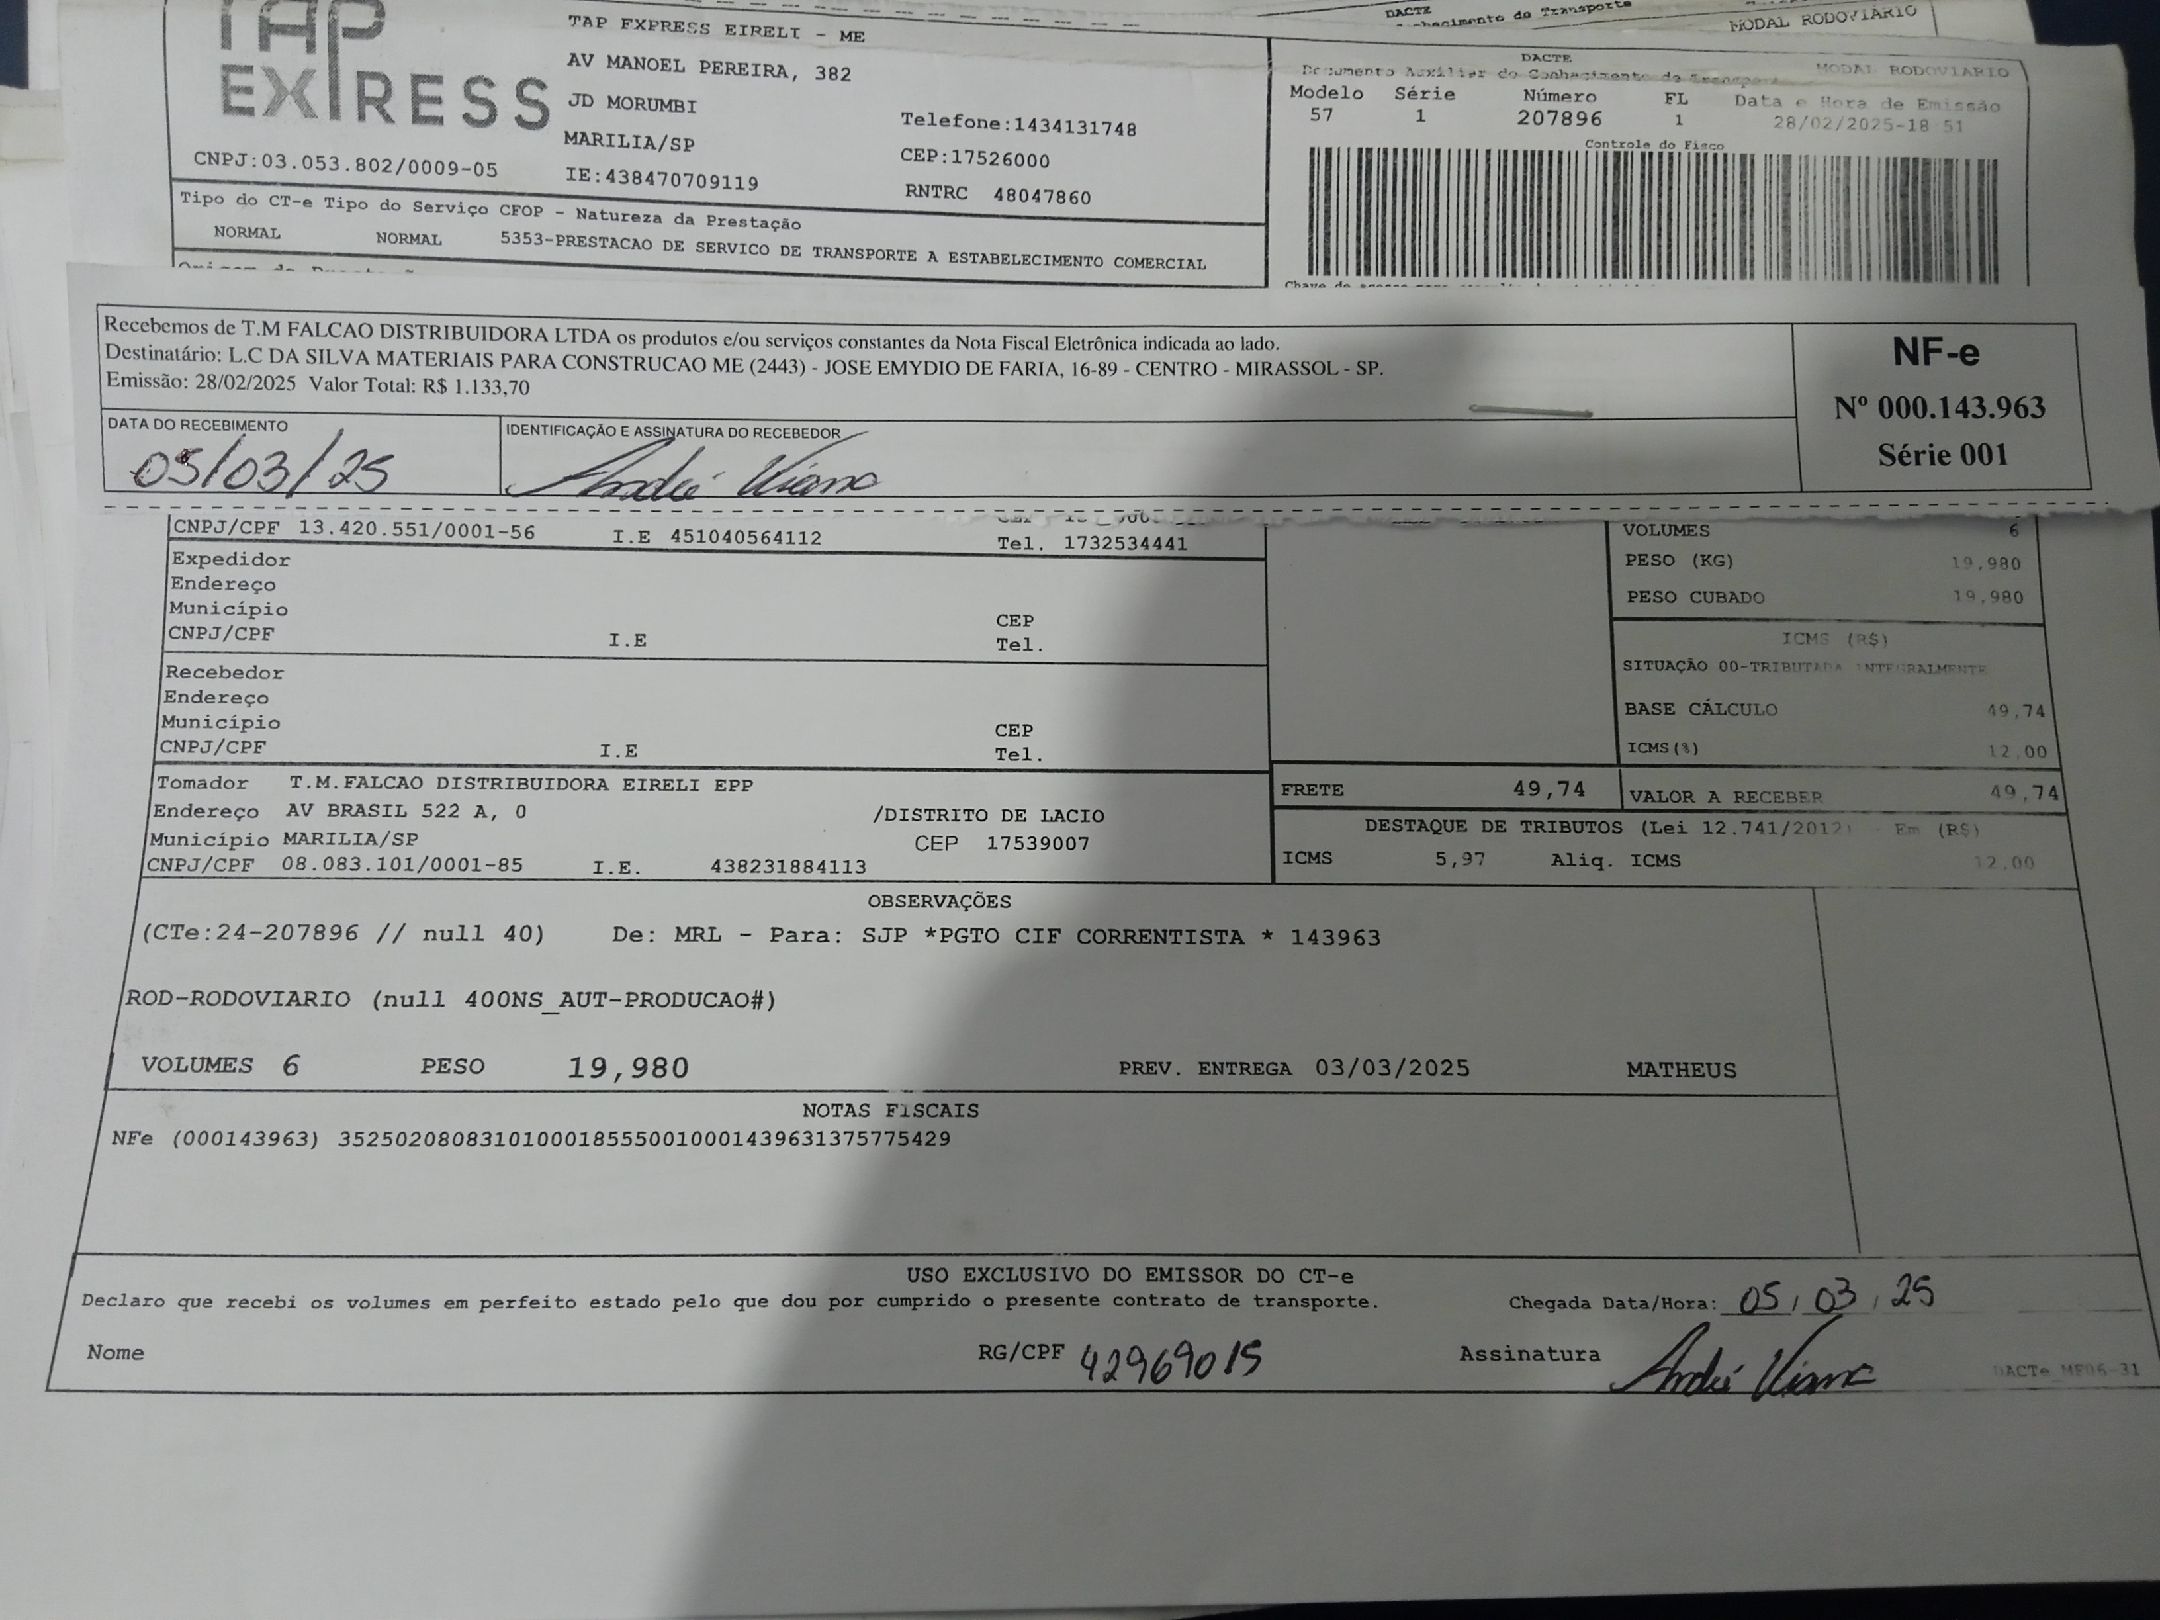 DACTE
MODAL RODOVIÁRIO
TAP EXPRESS
TAP EXPRESS EIRELI - ME
AV MANOEL PEREIRA, 382
JD MORUMBI
MARILIA/SP
CNPJ:03.053.802/0009-05
IE:438470709119
Telefone:1434131748
CEP:17526000
RNTRC 48047860
DACTE
Documento Auxiliar do Conhecimento de Transporte
MODAL RODOVIARIO
Modelo Série Número FL Data e Hora de Emissão
57 1 207896 1 28/02/2025-18 51
Controle do Fisco
Tipo do CT-e Tipo do Serviço CFOP - Natureza da Prestação
NORMAL NORMAL 5353-PRESTACAO DE SERVICO DE TRANSPORTE A ESTABELECIMENTO COMERCIAL
Recebemos de T.M FALCAO DISTRIBUIDORA LTDA os produtos e/ou serviços constantes da Nota Fiscal Eletrônica indicada ao lado.
Destinatário: L.C DA SILVA MATERIAIS PARA CONSTRUCAO ME (2443) - JOSE EMYDIO DE FARIA, 16-89 - CENTRO - MIRASSOL - SP.
Emissão: 28/02/2025 Valor Total: R$ 1.133,70
NF-e
Nº 000.143.963
Série 001
DATA DO RECEBIMENTO
05/03/25
IDENTIFICAÇÃO E ASSINATURA DO RECEBEDOR
André Viana
CNPJ/CPF 13.420.551/0001-56 I.E 451040564112 Tel. 1732534441
Expedidor
Endereço
Município CEP
CNPJ/CPF I.E Tel.
Recebedor
Endereço
Município CEP
CNPJ/CPF I.E Tel.
VOLUMES 6
PESO (KG) 19,980
PESO CUBADO 19,980
ICMS (R$)
SITUAÇÃO 00-TRIBUTADA INTEGRALMENTE
BASE CÁLCULO 49,74
ICMS(%) 12,00
Tomador T.M.FALCAO DISTRIBUIDORA EIRELI EPP
Endereço AV BRASIL 522 A, 0 /DISTRITO DE LACIO
Município MARILIA/SP CEP 17539007
CNPJ/CPF 08.083.101/0001-85 I.E. 438231884113
FRETE 49,74 VALOR A RECEBER 49,74
DESTAQUE DE TRIBUTOS (Lei 12.741/2012) - Em (R$)
ICMS 5,97 Aliq. ICMS 12,00
OBSERVAÇÕES
(CTe:24-207896 // null 40) De: MRL - Para: SJP *PGTO CIF CORRENTISTA * 143963
ROD-RODOVIARIO (null 400NS_AUT-PRODUCAO#)
VOLUMES 6 PESO 19,980 PREV. ENTREGA 03/03/2025 MATHEUS
NOTAS FISCAIS
NFe (000143963) 35250208083101000185550010001439631375775429
USO EXCLUSIVO DO EMISSOR DO CT-e
Declaro que recebi os volumes em perfeito estado pelo que dou por cumprido o presente contrato de transporte. Chegada Data/Hora: 05/03/25
Nome RG/CPF 42969015 Assinatura André Viana
DACTe_MF06-31